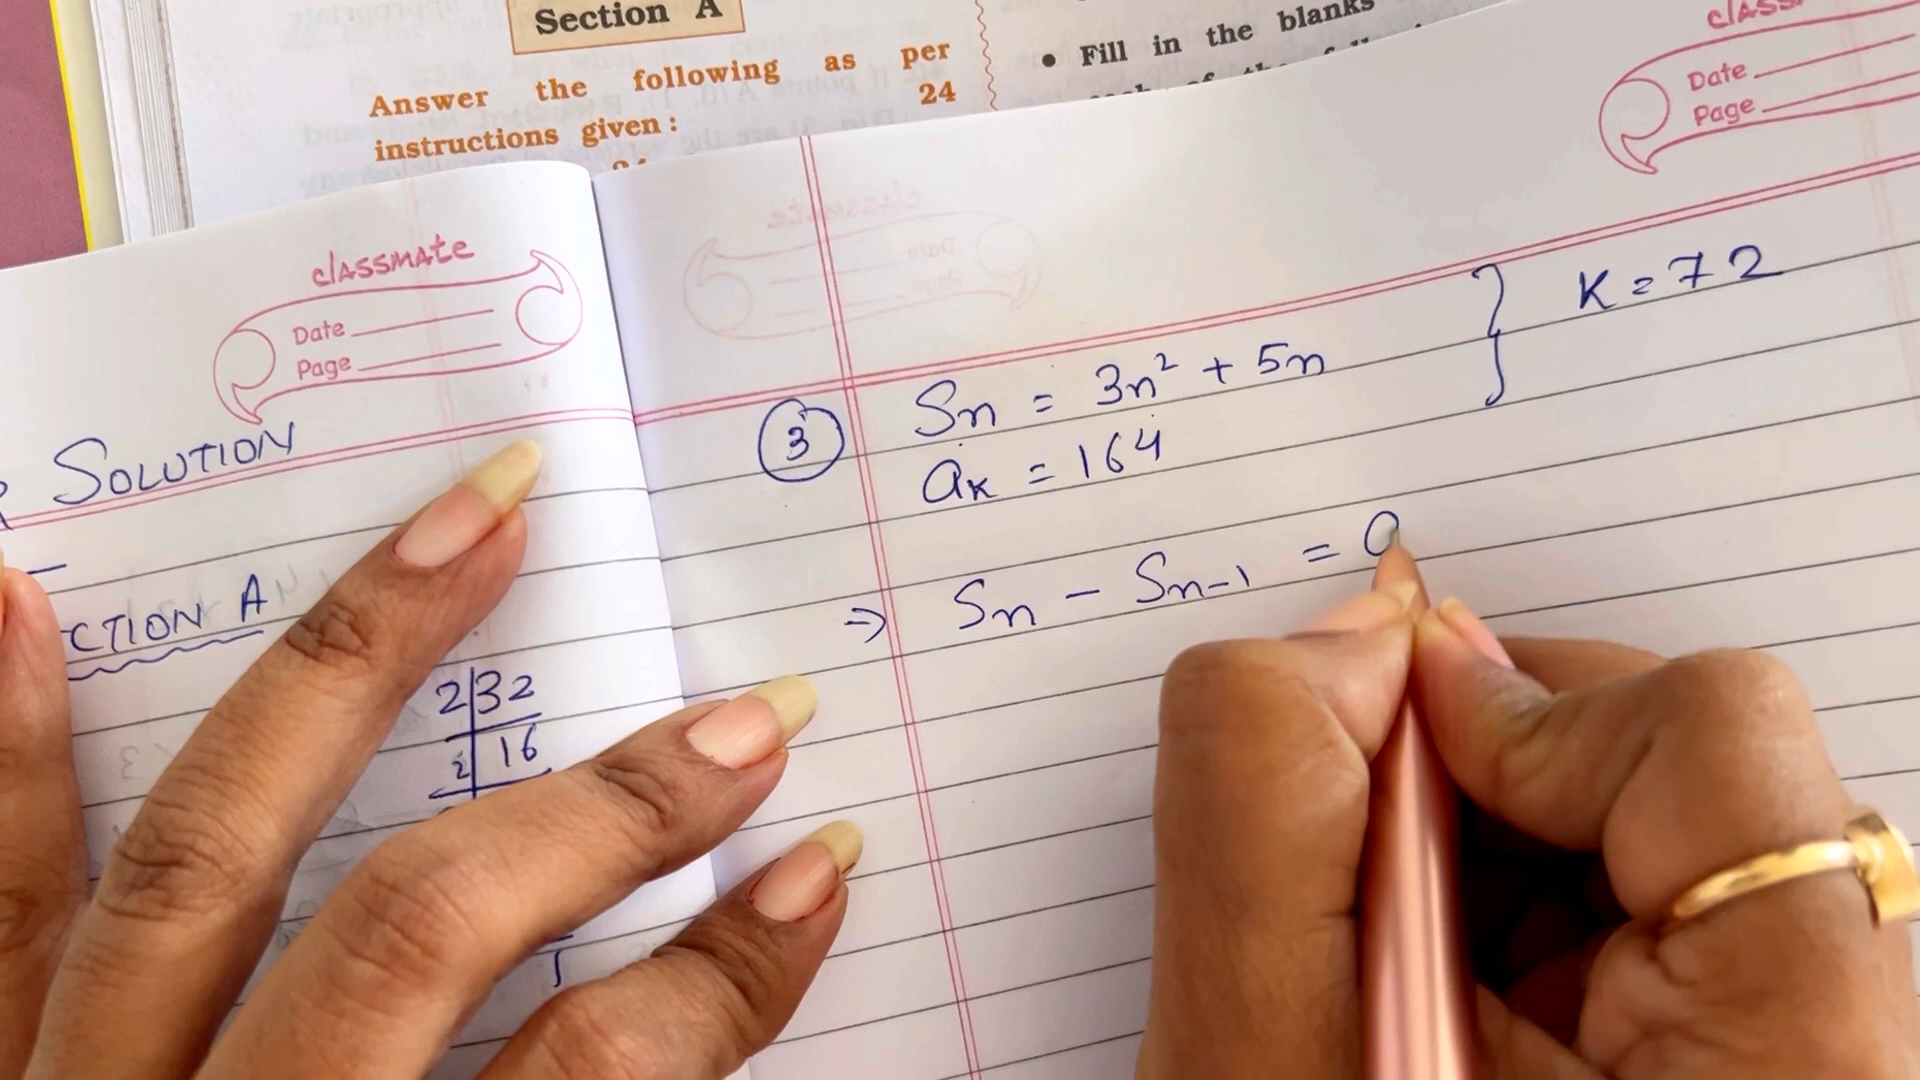 Section A
Answer the following as per
instructions given : 24
• Fill in the blanks
classmate
Date
Page
SOLUTION
CTION A
2|32
2|16
Date
Page
K = 72
③ Sn = 3n² + 5n
aK = 164
⇒ Sn - Sn-1 = a